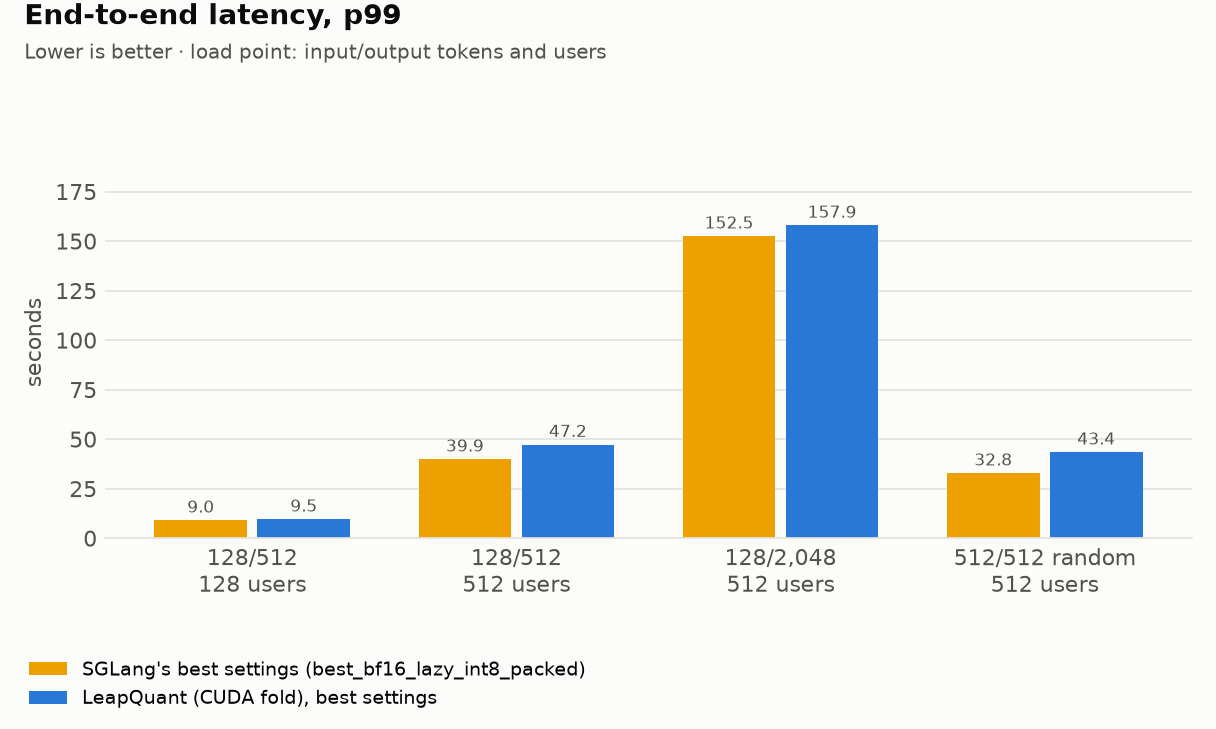 End-to-end latency, p99
Lower is better · load point: input/output tokens and users
seconds
175
150
125
100
75
50
25
0
9.0
9.5
39.9
47.2
152.5
157.9
32.8
43.4
128/512
128 users
128/512
512 users
128/2,048
512 users
512/512 random
512 users
SGLang's best settings (best_bf16_lazy_int8_packed)
LeapQuant (CUDA fold), best settings